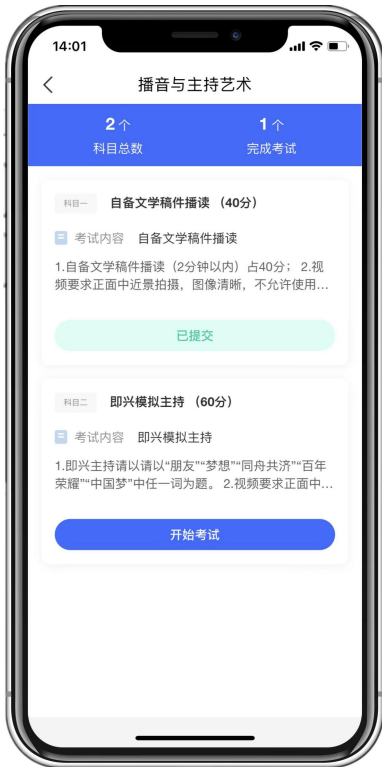 14:01
播音与主持艺术
2个
1个
科目总数
完成考试
科目一
自备文学稿件播读 （40分）
考试内容 自备文学稿件播读
1.自备文学稿件播读（2分钟以内）占40分； 2.视
频要求正面中近景拍摄，图像清晰，不允许使用...
已提交
科目二
即兴模拟主持 （60分）
考试内容 即兴模拟主持
1.即兴主持请以请以“朋友”“梦想”“同舟共济”“百年
荣耀”“中国梦”中任一词为题。 2.视频要求正面中...
开始考试